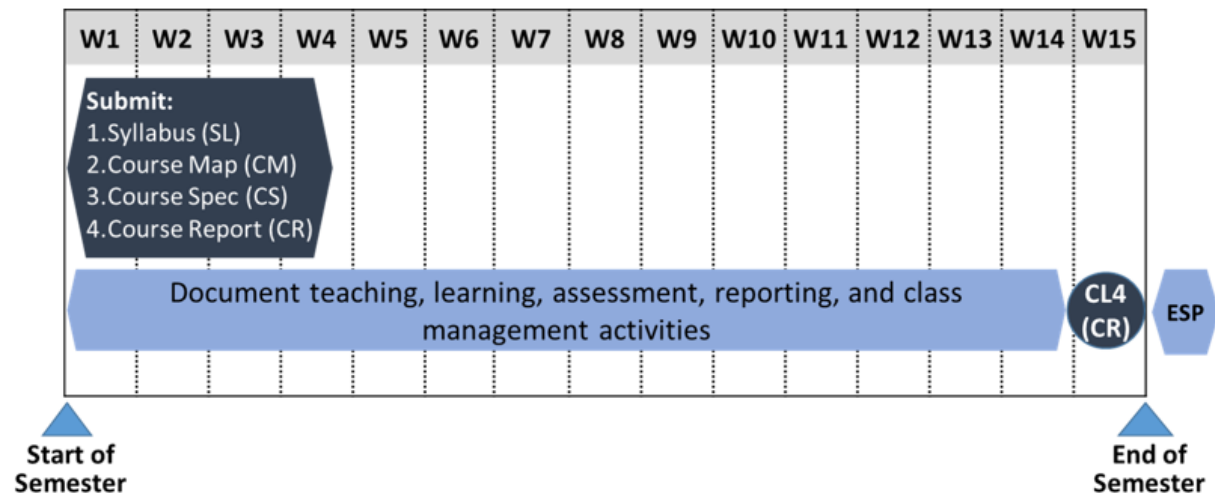 W1 W2 W3 W4 W5 W6 W7 W8 W9 W10 W11 W12 W13 W14 W15
Submit:
1.Syllabus (SL)
2.Course Map (CM)
3.Course Spec (CS)
4.Course Report (CR)
Document teaching, learning, assessment, reporting, and class
management activities
CL4
(CR)
ESP
Start of
Semester
End of
Semester